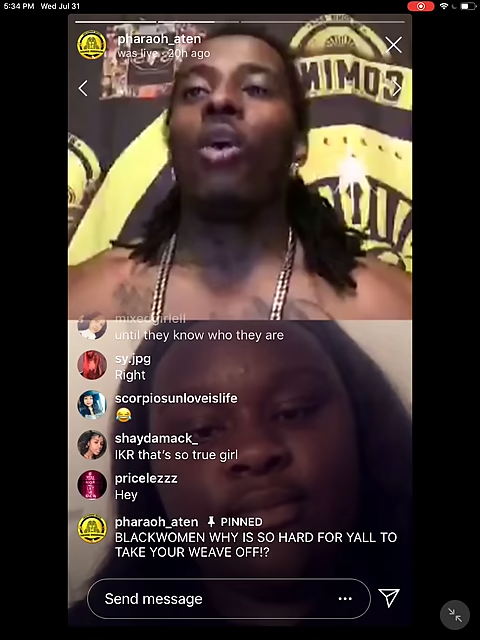 5:34 PM Wed Jul 31
pharaoh_aten
was live · 20h ago
COMIN
mixedgirlell
until they know who they are
sy.jpg
Right
scorpiosunloveislife
😂
shaydamack_
IKR that's so true girl
pricelezzz
Hey
pharaoh_aten PINNED
BLACKWOMEN WHY IS SO HARD FOR YALL TO
TAKE YOUR WEAVE OFF!?
Send message